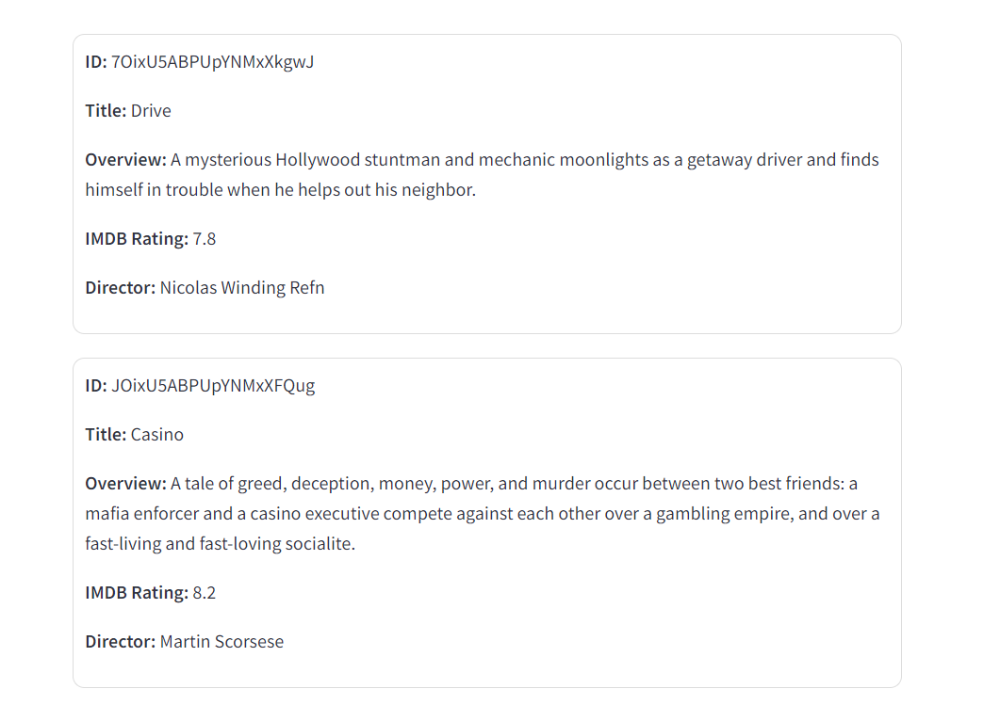 ID: 7OixU5ABPUpYNMxXkgwJ
Title: Drive
Overview: A mysterious Hollywood stuntman and mechanic moonlights as a getaway driver and finds
himself in trouble when he helps out his neighbor.
IMDB Rating: 7.8
Director: Nicolas Winding Refn
ID: JOixU5ABPUpYNMxXFQug
Title: Casino
Overview: A tale of greed, deception, money, power, and murder occur between two best friends: a
mafia enforcer and a casino executive compete against each other over a gambling empire, and over a
fast-living and fast-loving socialite.
IMDB Rating: 8.2
Director: Martin Scorsese